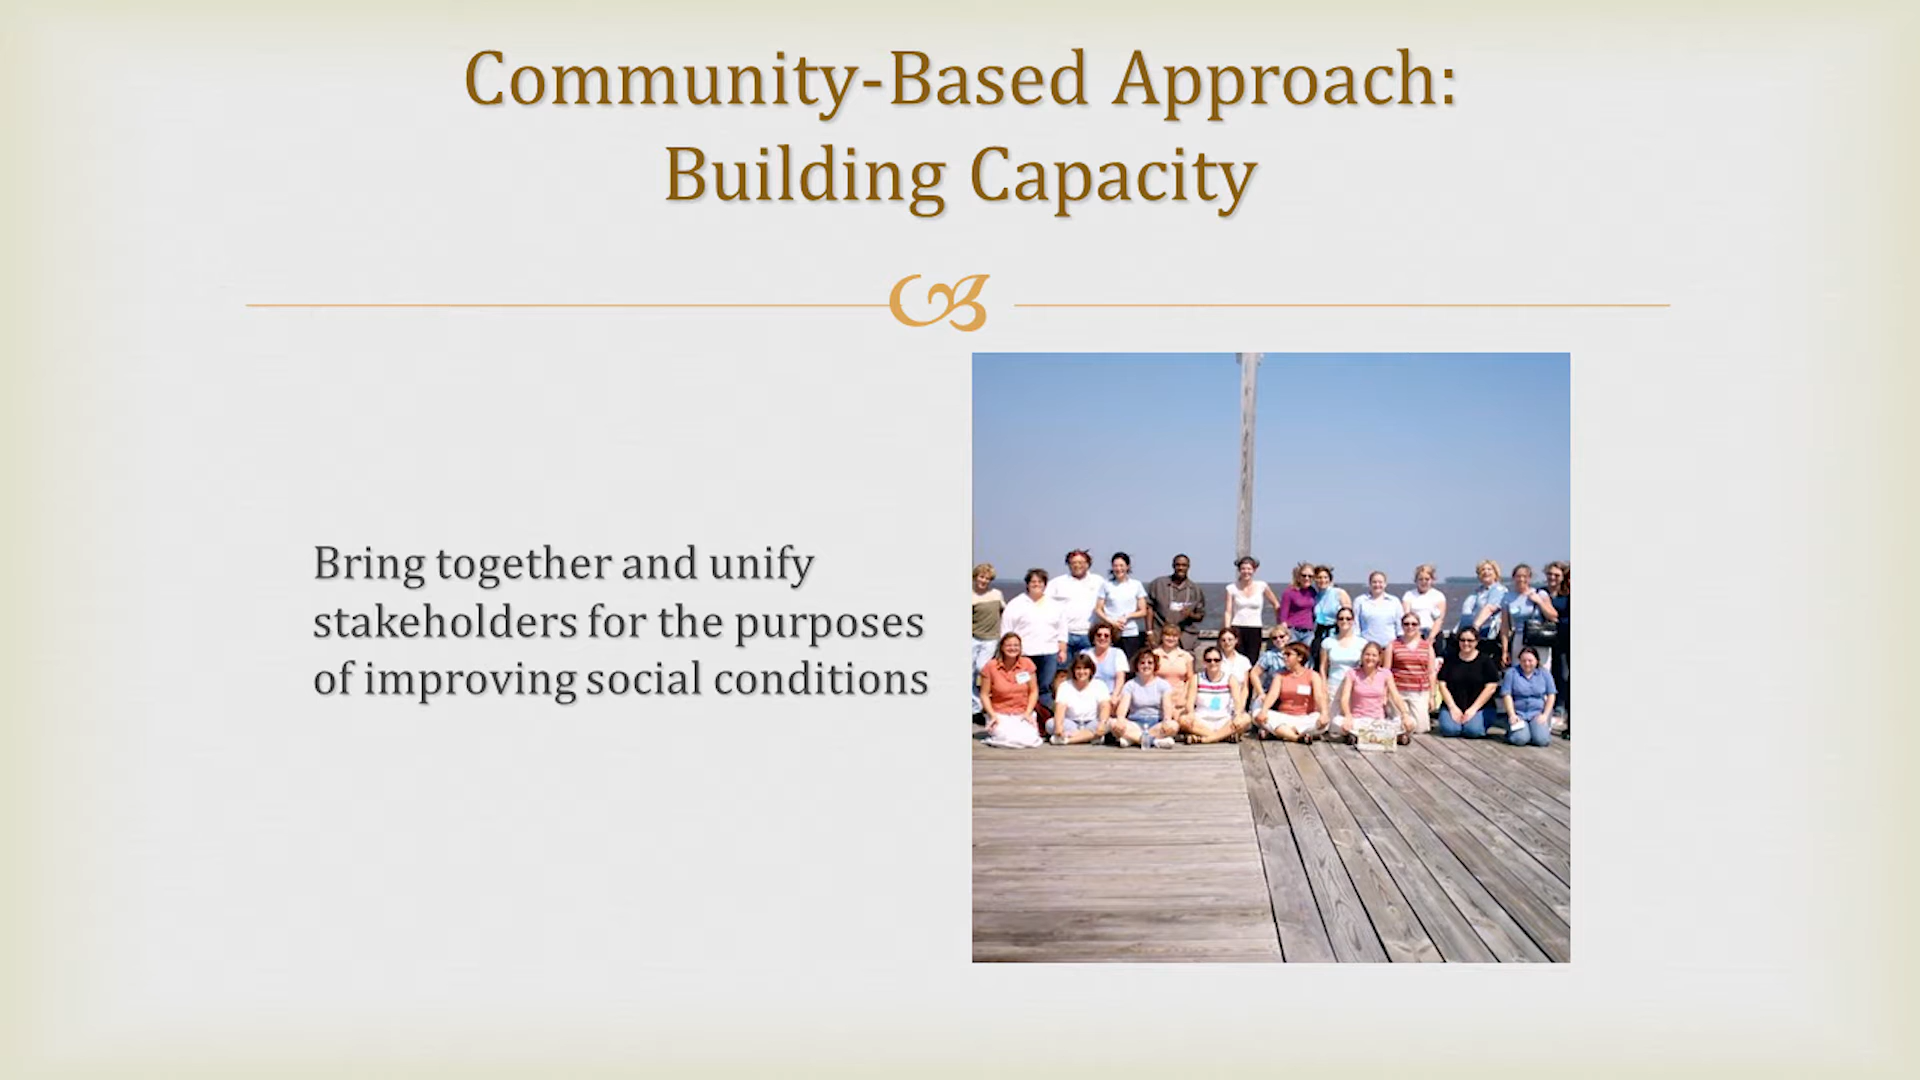 Community-Based Approach:
Building Capacity
Bring together and unify
stakeholders for the purposes
of improving social conditions